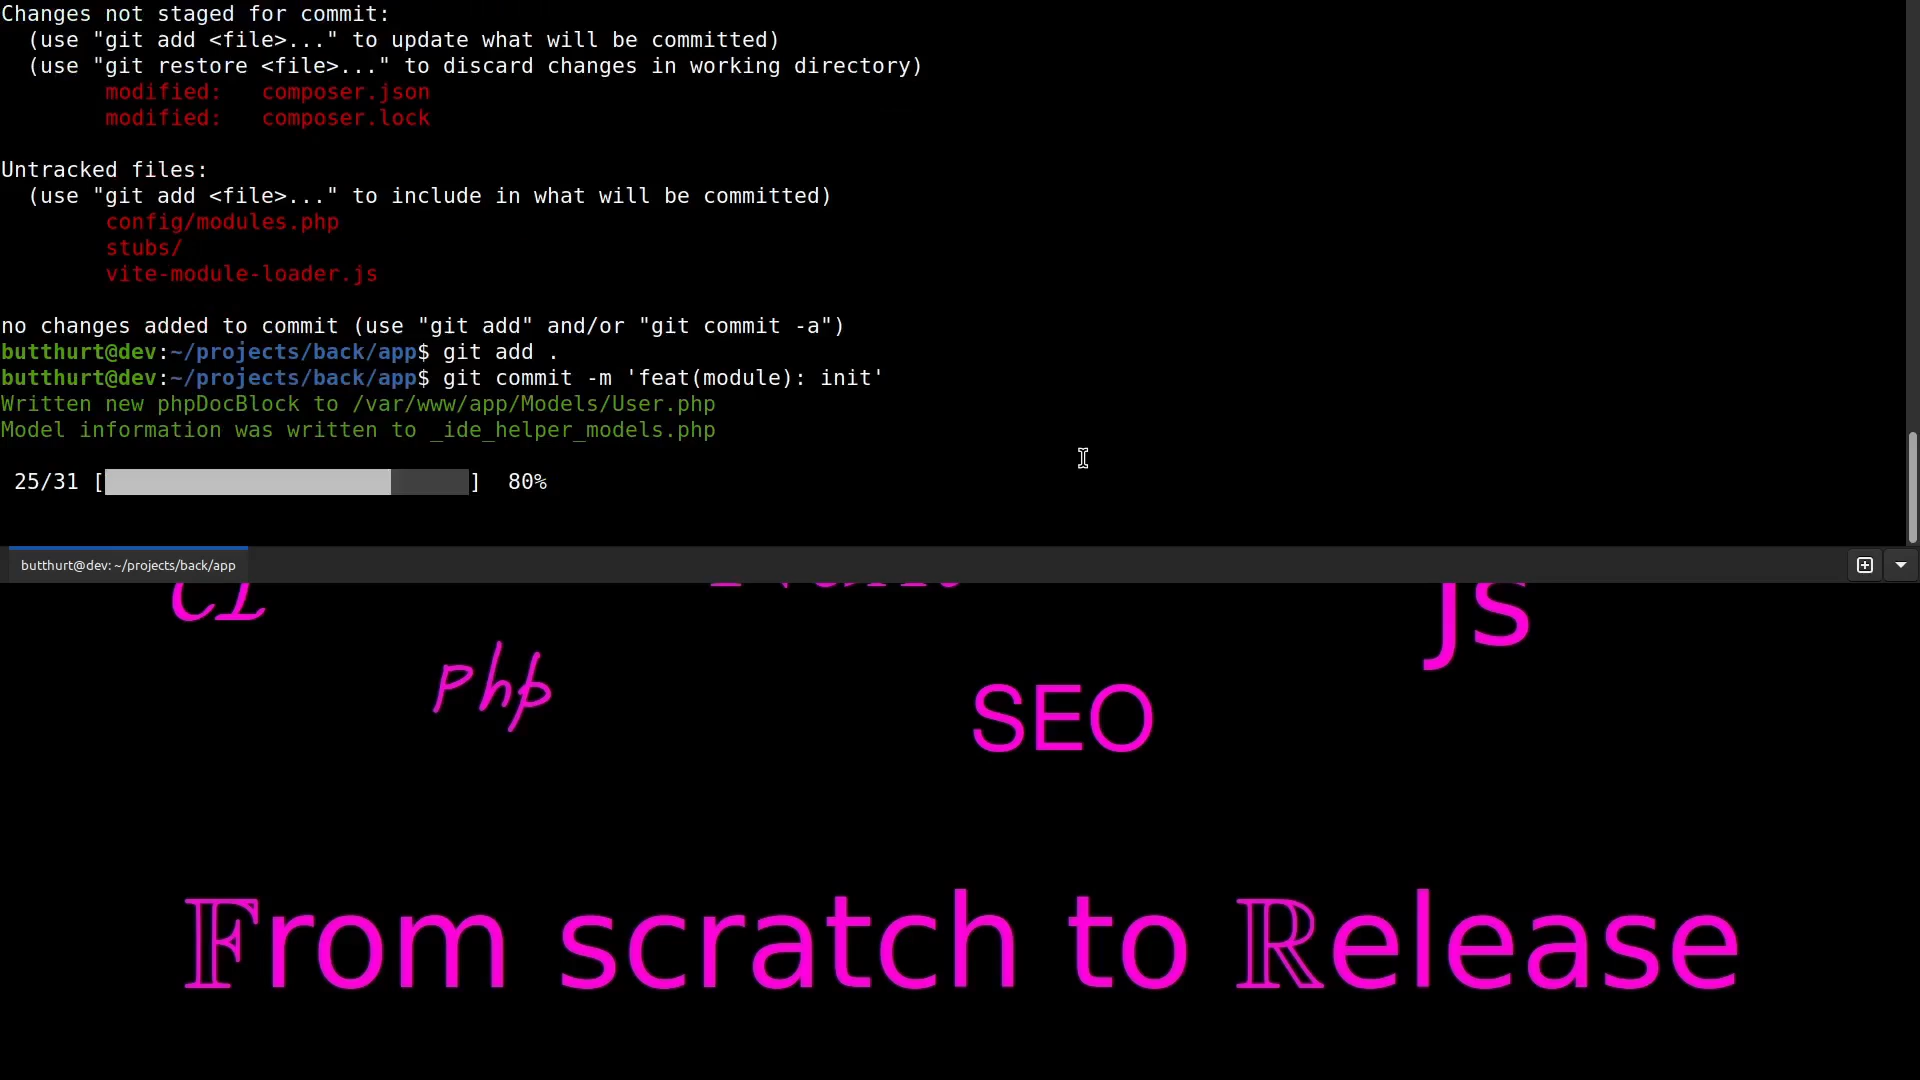 Changes not staged for commit:
  (use "git add <file>..." to update what will be committed)
  (use "git restore <file>..." to discard changes in working directory)
        modified:   composer.json
        modified:   composer.lock

Untracked files:
  (use "git add <file>..." to include in what will be committed)
        config/modules.php
        stubs/
        vite-module-loader.js

no changes added to commit (use "git add" and/or "git commit -a")
butthurt@dev:~/projects/back/app$ git add .
butthurt@dev:~/projects/back/app$ git commit -m 'feat(module): init'
Written new phpDocBlock to /var/www/app/Models/User.php
Model information was written to _ide_helper_models.php

 25/31 [] 80%
butthurt@dev: ~/projects/back/app
CI
js
php
SEO
From scratch to Release